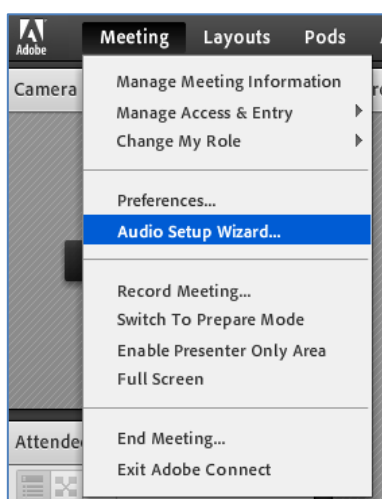 Adobe
Meeting Layouts Pods
Camera
Manage Meeting Information
Manage Access & Entry
Change My Role
Preferences...
Audio Setup Wizard...
Record Meeting...
Switch To Prepare Mode
Enable Presenter Only Area
Full Screen
End Meeting...
Exit Adobe Connect